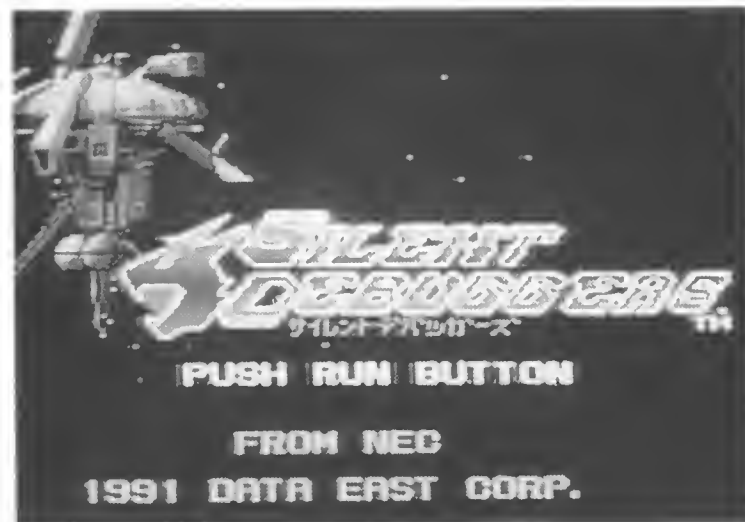 SILENT
DEBUGGERS
TM
サイレントデバッガーズ
PUSH RUN BUTTON
FROM NEC
1991 DATA EAST CORP.